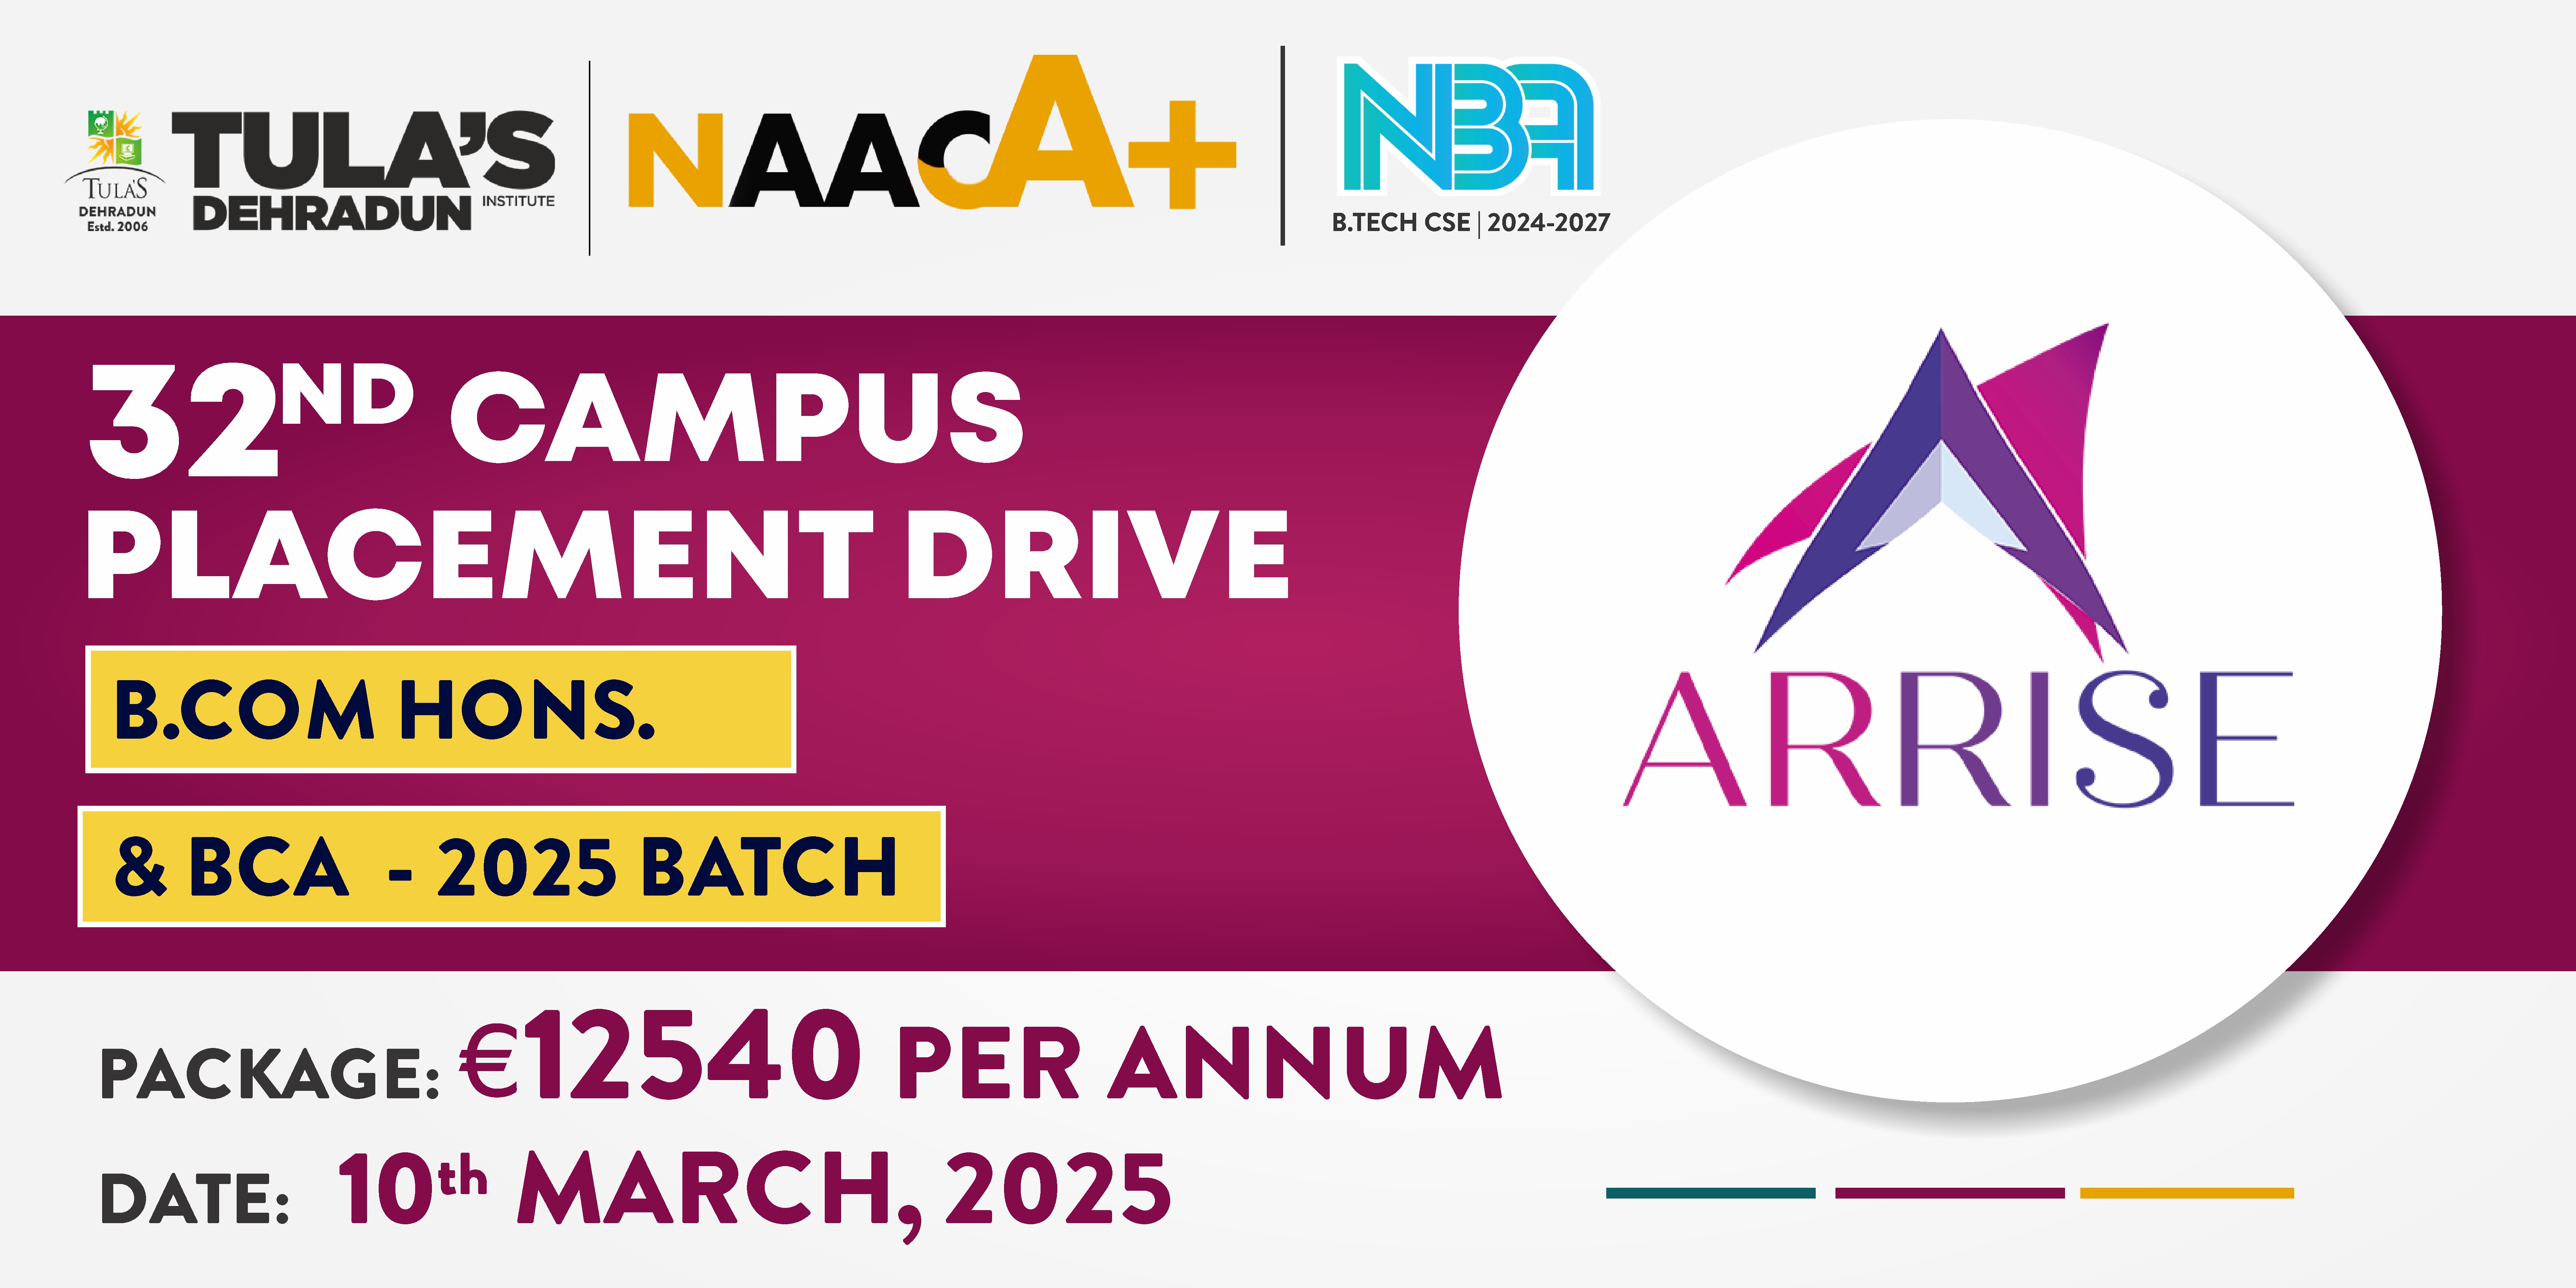 TULA'S
DEHRADUN
Estd. 2006
TULA'S
DEHRADUN INSTITUTE
NAAC A+
NBA
B.TECH CSE | 2024-2027
32ND CAMPUS
PLACEMENT DRIVE
B.COM HONS.
& BCA - 2025 BATCH
ARRISE
PACKAGE: €12540 PER ANNUM
DATE: 10th MARCH, 2025